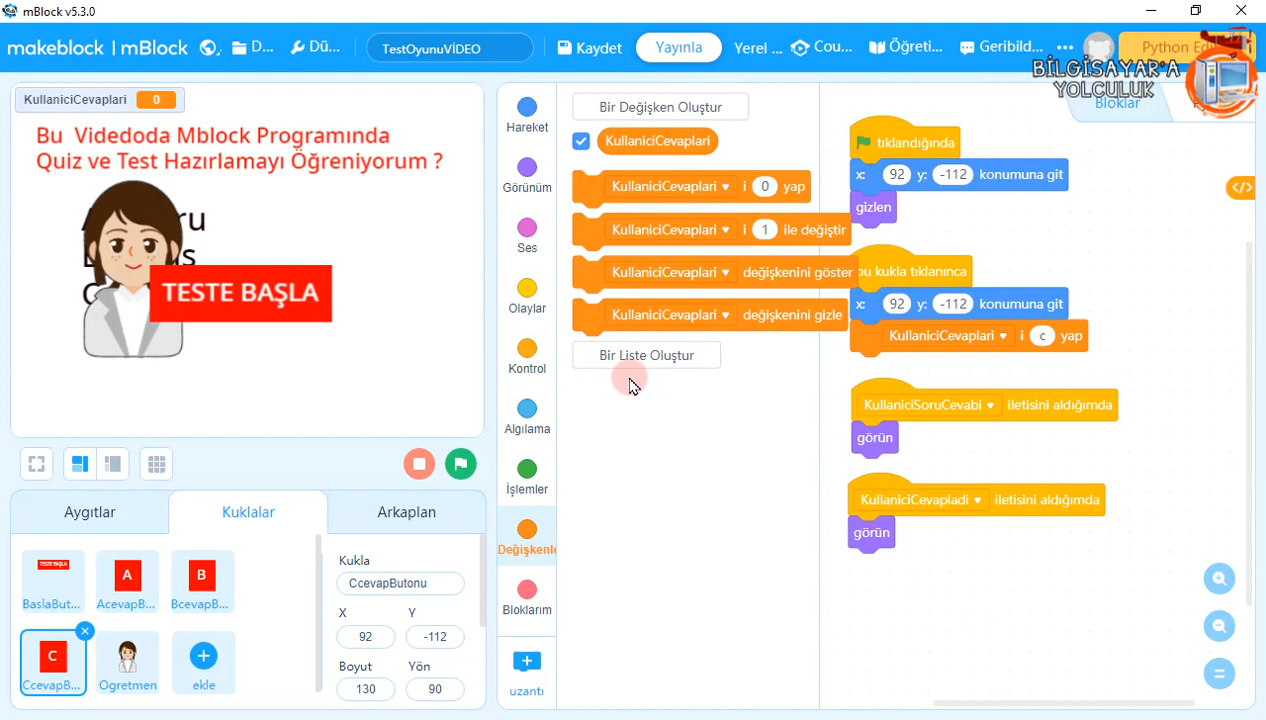 mBlock v5.3.0
makeblock | mBlock
D...
Dü...
TestOyunuVİDEO
Kaydet
Yayınla
Yerel ...
Cou...
Öğreti...
Geribild...
Python Ed
BİLGİSAYAR'A
YOLCULUK
Bloklar
KullaniciCevaplari 0
Bu Videdoda Mblock Programında
Quiz ve Test Hazırlamayı Öğreniyorum ?
TESTE BAŞLA
Hareket
Görünüm
Ses
Olaylar
Kontrol
Algılama
İşlemler
Değişkenle
Bloklarım
uzantı
Bir Değişken Oluştur
KullaniciCevaplari
KullaniciCevaplari i 0 yap
KullaniciCevaplari i 1 ile değiştir
KullaniciCevaplari değişkenini göster
KullaniciCevaplari değişkenini gizle
Bir Liste Oluştur
tıklandığında
x: 92 y: -112 konumuna git
gizlen
bu kukla tıklanınca
x: 92 y: -112 konumuna git
KullaniciCevaplari i c yap
KullaniciSoruCevabi iletisini aldığımda
görün
KullaniciCevapladi iletisini aldığımda
görün
Aygıtlar
Kuklalar
Arkaplan
TESTE BAŞLA
BaslaBut...
A
AcevapB...
B
BcevapB...
C
CcevapB...
Ogretmen
ekle
Kukla
CcevapButonu
X Y
92 -112
Boyut Yön
130 90